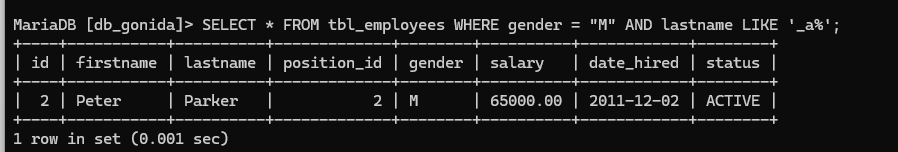 MariaDB [db_gonida]> SELECT * FROM tbl_employees WHERE gender = "M" AND lastname LIKE '_a%';
+----+-----------+----------+-------------+--------+----------+------------+--------+
| id | firstname | lastname | position_id | gender | salary   | date_hired | status |
+----+-----------+----------+-------------+--------+----------+------------+--------+
|  2 | Peter     | Parker   |           2 | M      | 65000.00 | 2011-12-02 | ACTIVE |
+----+-----------+----------+-------------+--------+----------+------------+--------+
1 row in set (0.001 sec)